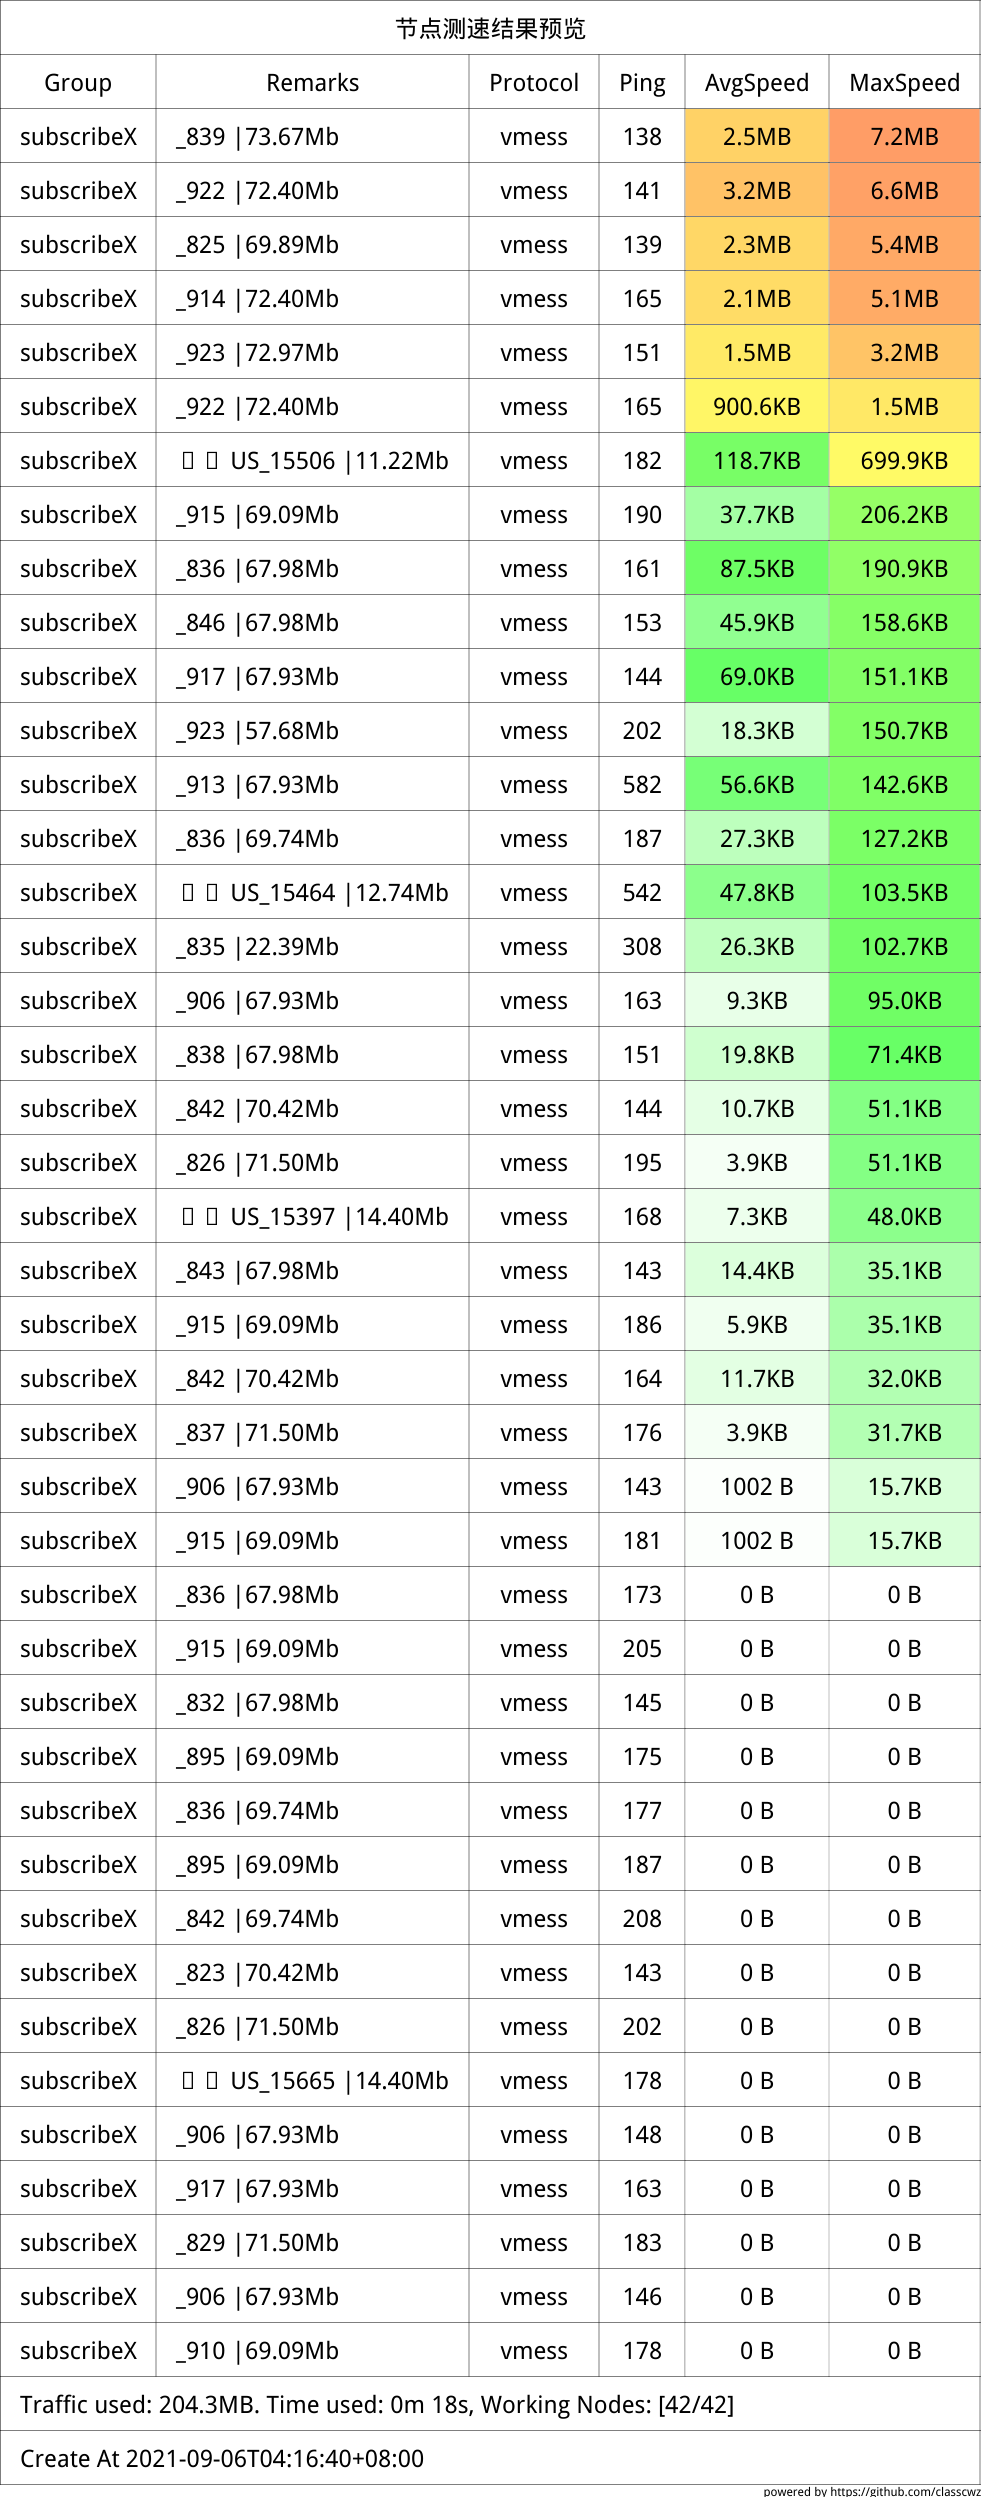 节点测速结果预览
Group Remarks Protocol Ping AvgSpeed MaxSpeed
subscribeX _839 |73.67Mb vmess 138 2.5MB 7.2MB
subscribeX _922 |72.40Mb vmess 141 3.2MB 6.6MB
subscribeX _825 |69.89Mb vmess 139 2.3MB 5.4MB
subscribeX _914 |72.40Mb vmess 165 2.1MB 5.1MB
subscribeX _923 |72.97Mb vmess 151 1.5MB 3.2MB
subscribeX _922 |72.40Mb vmess 165 900.6KB 1.5MB
subscribeX US_15506 |11.22Mb vmess 182 118.7KB 699.9KB
subscribeX _915 |69.09Mb vmess 190 37.7KB 206.2KB
subscribeX _836 |67.98Mb vmess 161 87.5KB 190.9KB
subscribeX _846 |67.98Mb vmess 153 45.9KB 158.6KB
subscribeX _917 |67.93Mb vmess 144 69.0KB 151.1KB
subscribeX _923 |57.68Mb vmess 202 18.3KB 150.7KB
subscribeX _913 |67.93Mb vmess 582 56.6KB 142.6KB
subscribeX _836 |69.74Mb vmess 187 27.3KB 127.2KB
subscribeX US_15464 |12.74Mb vmess 542 47.8KB 103.5KB
subscribeX _835 |22.39Mb vmess 308 26.3KB 102.7KB
subscribeX _906 |67.93Mb vmess 163 9.3KB 95.0KB
subscribeX _838 |67.98Mb vmess 151 19.8KB 71.4KB
subscribeX _842 |70.42Mb vmess 144 10.7KB 51.1KB
subscribeX _826 |71.50Mb vmess 195 3.9KB 51.1KB
subscribeX US_15397 |14.40Mb vmess 168 7.3KB 48.0KB
subscribeX _843 |67.98Mb vmess 143 14.4KB 35.1KB
subscribeX _915 |69.09Mb vmess 186 5.9KB 35.1KB
subscribeX _842 |70.42Mb vmess 164 11.7KB 32.0KB
subscribeX _837 |71.50Mb vmess 176 3.9KB 31.7KB
subscribeX _906 |67.93Mb vmess 143 1002 B 15.7KB
subscribeX _915 |69.09Mb vmess 181 1002 B 15.7KB
subscribeX _836 |67.98Mb vmess 173 0 B 0 B
subscribeX _915 |69.09Mb vmess 205 0 B 0 B
subscribeX _832 |67.98Mb vmess 145 0 B 0 B
subscribeX _895 |69.09Mb vmess 175 0 B 0 B
subscribeX _836 |69.74Mb vmess 177 0 B 0 B
subscribeX _895 |69.09Mb vmess 187 0 B 0 B
subscribeX _842 |69.74Mb vmess 208 0 B 0 B
subscribeX _823 |70.42Mb vmess 143 0 B 0 B
subscribeX _826 |71.50Mb vmess 202 0 B 0 B
subscribeX US_15665 |14.40Mb vmess 178 0 B 0 B
subscribeX _906 |67.93Mb vmess 148 0 B 0 B
subscribeX _917 |67.93Mb vmess 163 0 B 0 B
subscribeX _829 |71.50Mb vmess 183 0 B 0 B
subscribeX _906 |67.93Mb vmess 146 0 B 0 B
subscribeX _910 |69.09Mb vmess 178 0 B 0 B
Traffic used: 204.3MB. Time used: 0m 18s, Working Nodes: [42/42]
Create At 2021-09-06T04:16:40+08:00
powered by https://github.com/classcwz